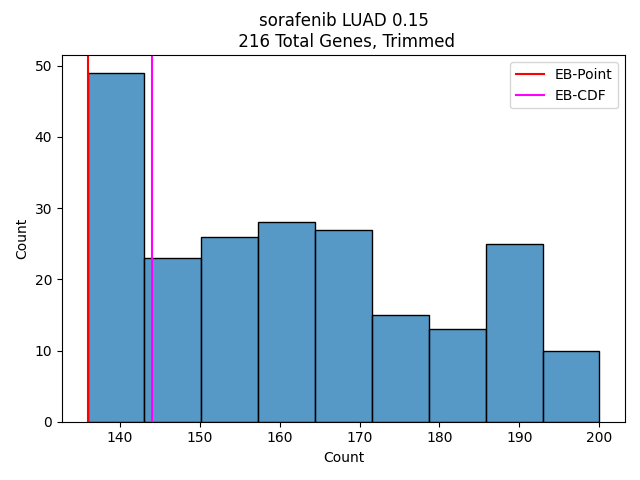 sorafenib LUAD 0.15
216 Total Genes, Trimmed
EB-Point
EB-CDF
Count
50
40
30
20
10
0
140 150 160 170 180 190 200
Count